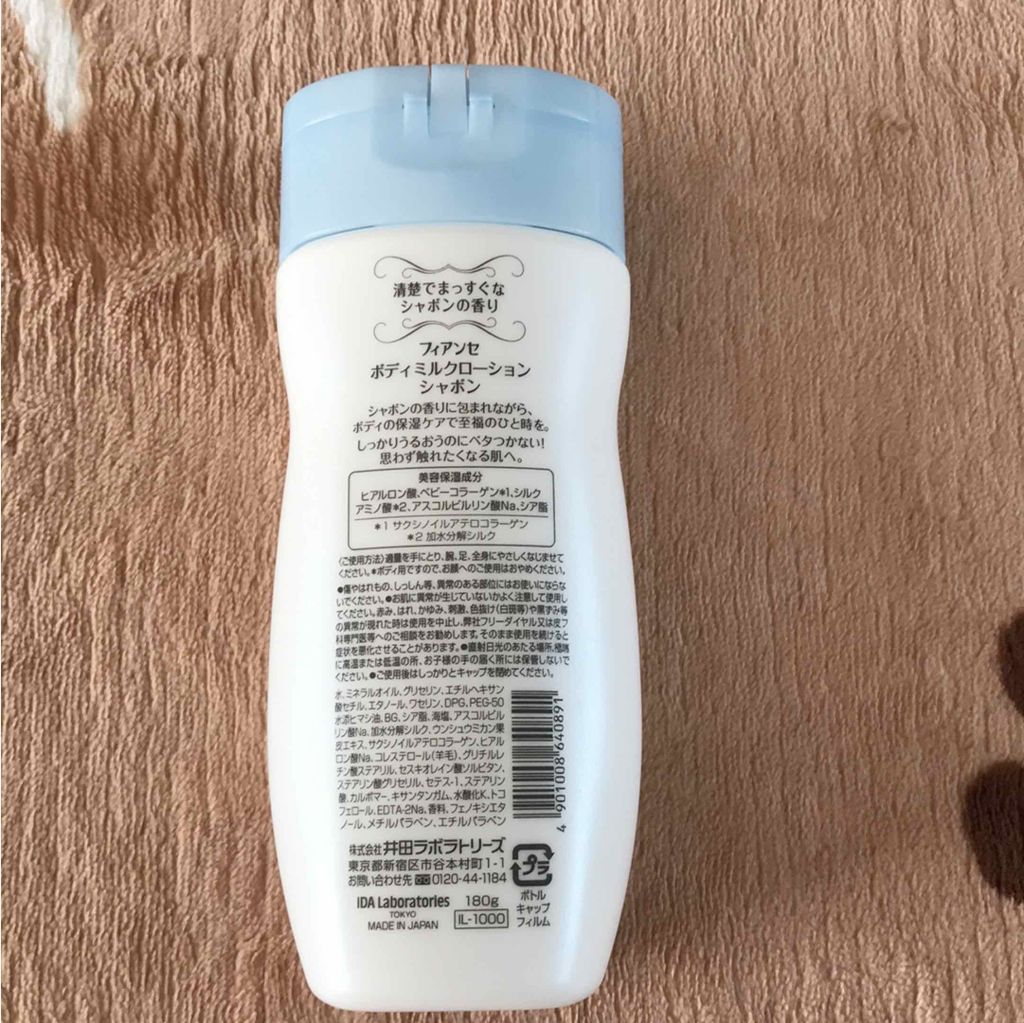 清楚でまっすぐな
シャボンの香り
フィアンセ
ボディミルクローション
シャボン
シャボンの香りに包まれながら、
ボディの保湿ケアで至福のひと時を。
しっかりうるおうのにベタつかない!
思わず触れたくなる肌へ。
美容保湿成分
ヒアルロン酸、ベビーコラーゲン*1、シルク
アミノ酸*2、アスコルビルリン酸Na、シア脂
*1 サクシノイルアテロコラーゲン
*2 加水分解シルク
〈ご使用方法〉適量を手にとり、腕、足、全身にやさしくなじませて
ください。*ボディ用ですので、お顔へのご使用はおやめください。
●傷やはれもの、しっしん等、異常のある部位にはお使いにならな
いでください。●お肌に異常が生じていないかよく注意して使用し
てください。赤み、はれ、かゆみ、刺激、色抜け(白斑等)や黒ずみ等
の異常が現れた時は使用を中止し、弊社フリーダイヤル又は皮フ
科専門医等へのご相談をお勧めします。そのまま使用を続けると
症状を悪化させることがあります。●直射日光のあたる場所、極端
に高温または低温の所、お子様の手の届く所には保管しないで
ください。●ご使用後はしっかりとキャップを閉めてください。
水、ミネラルオイル、グリセリン、エチルヘキサン
酸セチル、エタノール、ワセリン、DPG、PEG-50
水添ヒマシ油、BG、シア脂、海塩、アスコルビル
リン酸Na、加水分解シルク、ウンシュウミカン果
皮エキス、サクシノイルアテロコラーゲン、ヒアル
ロン酸Na、コレステロール(羊毛)、グリチルレ
チン酸ステアリル、セスキオレイン酸ソルビタン、
ステアリン酸グリセリル、セテス-1、ステアリン
酸、カルボマー、キサンタンガム、水酸化K、トコ
フェロール、EDTA-2Na、香料、フェノキシエタ
ノール、メチルパラベン、エチルパラベン
4 901008 640891
株式会社 井田ラボラトリーズ
東京都新宿区市谷本村町1-1
お問い合わせ先 0120-44-1184
IDA Laboratories
TOKYO
MADE IN JAPAN
180g
IL-1000
プラ
ボトル
キャップ
フィルム